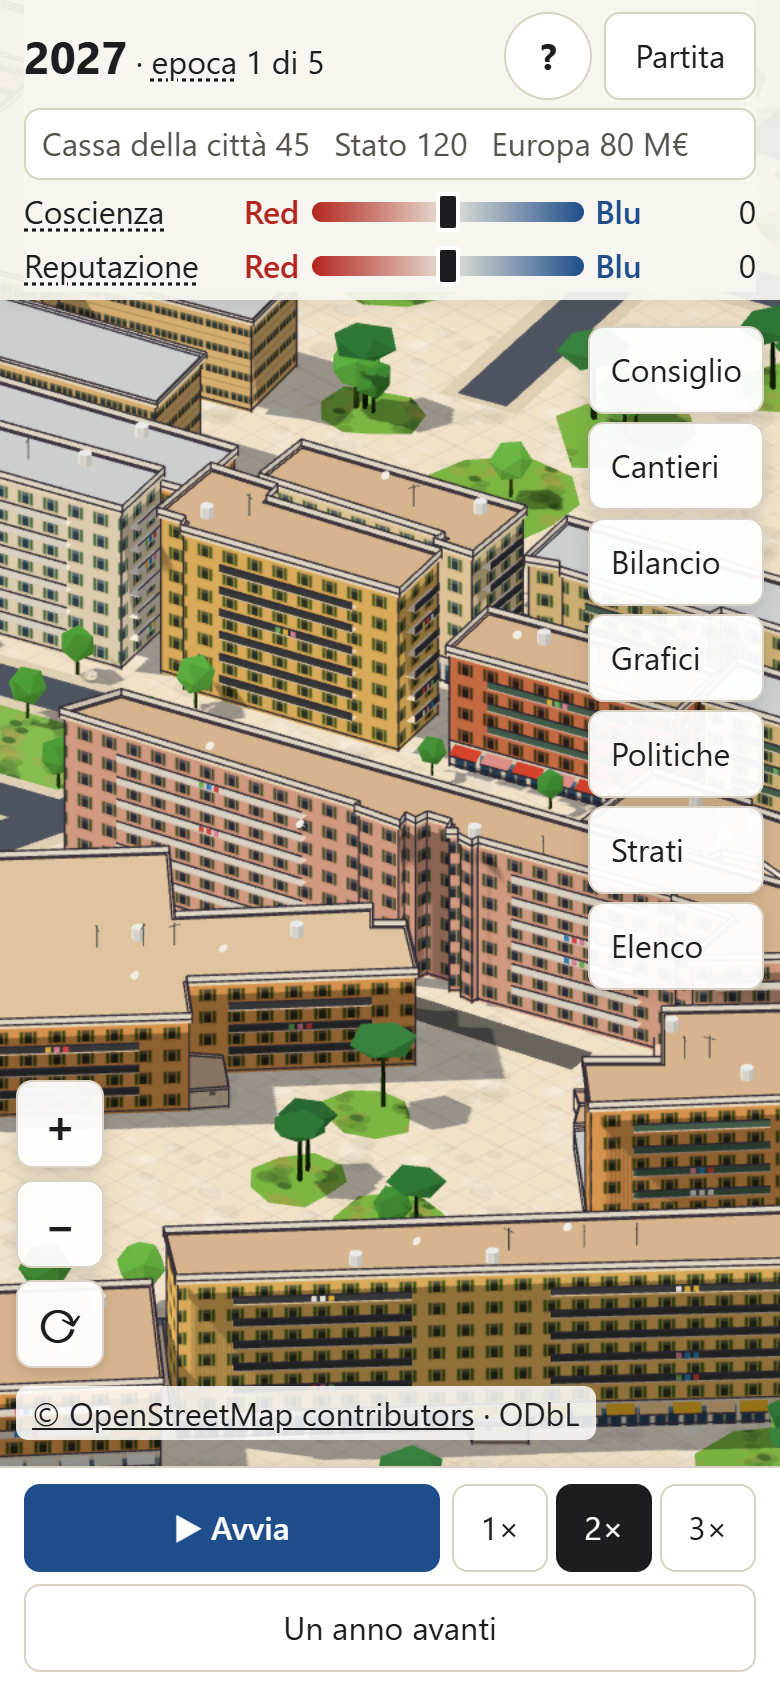 2027 · epoca 1 di 5
?
Partita
Cassa della città 45 Stato 120 Europa 80 M€
Coscienza Red Blu 0
Reputazione Red Blu 0
Consiglio
Cantieri
Bilancio
Grafici
Politiche
Strati
Elenco
+
−
© OpenStreetMap contributors · ODbL
▶ Avvia 1× 2× 3×
Un anno avanti